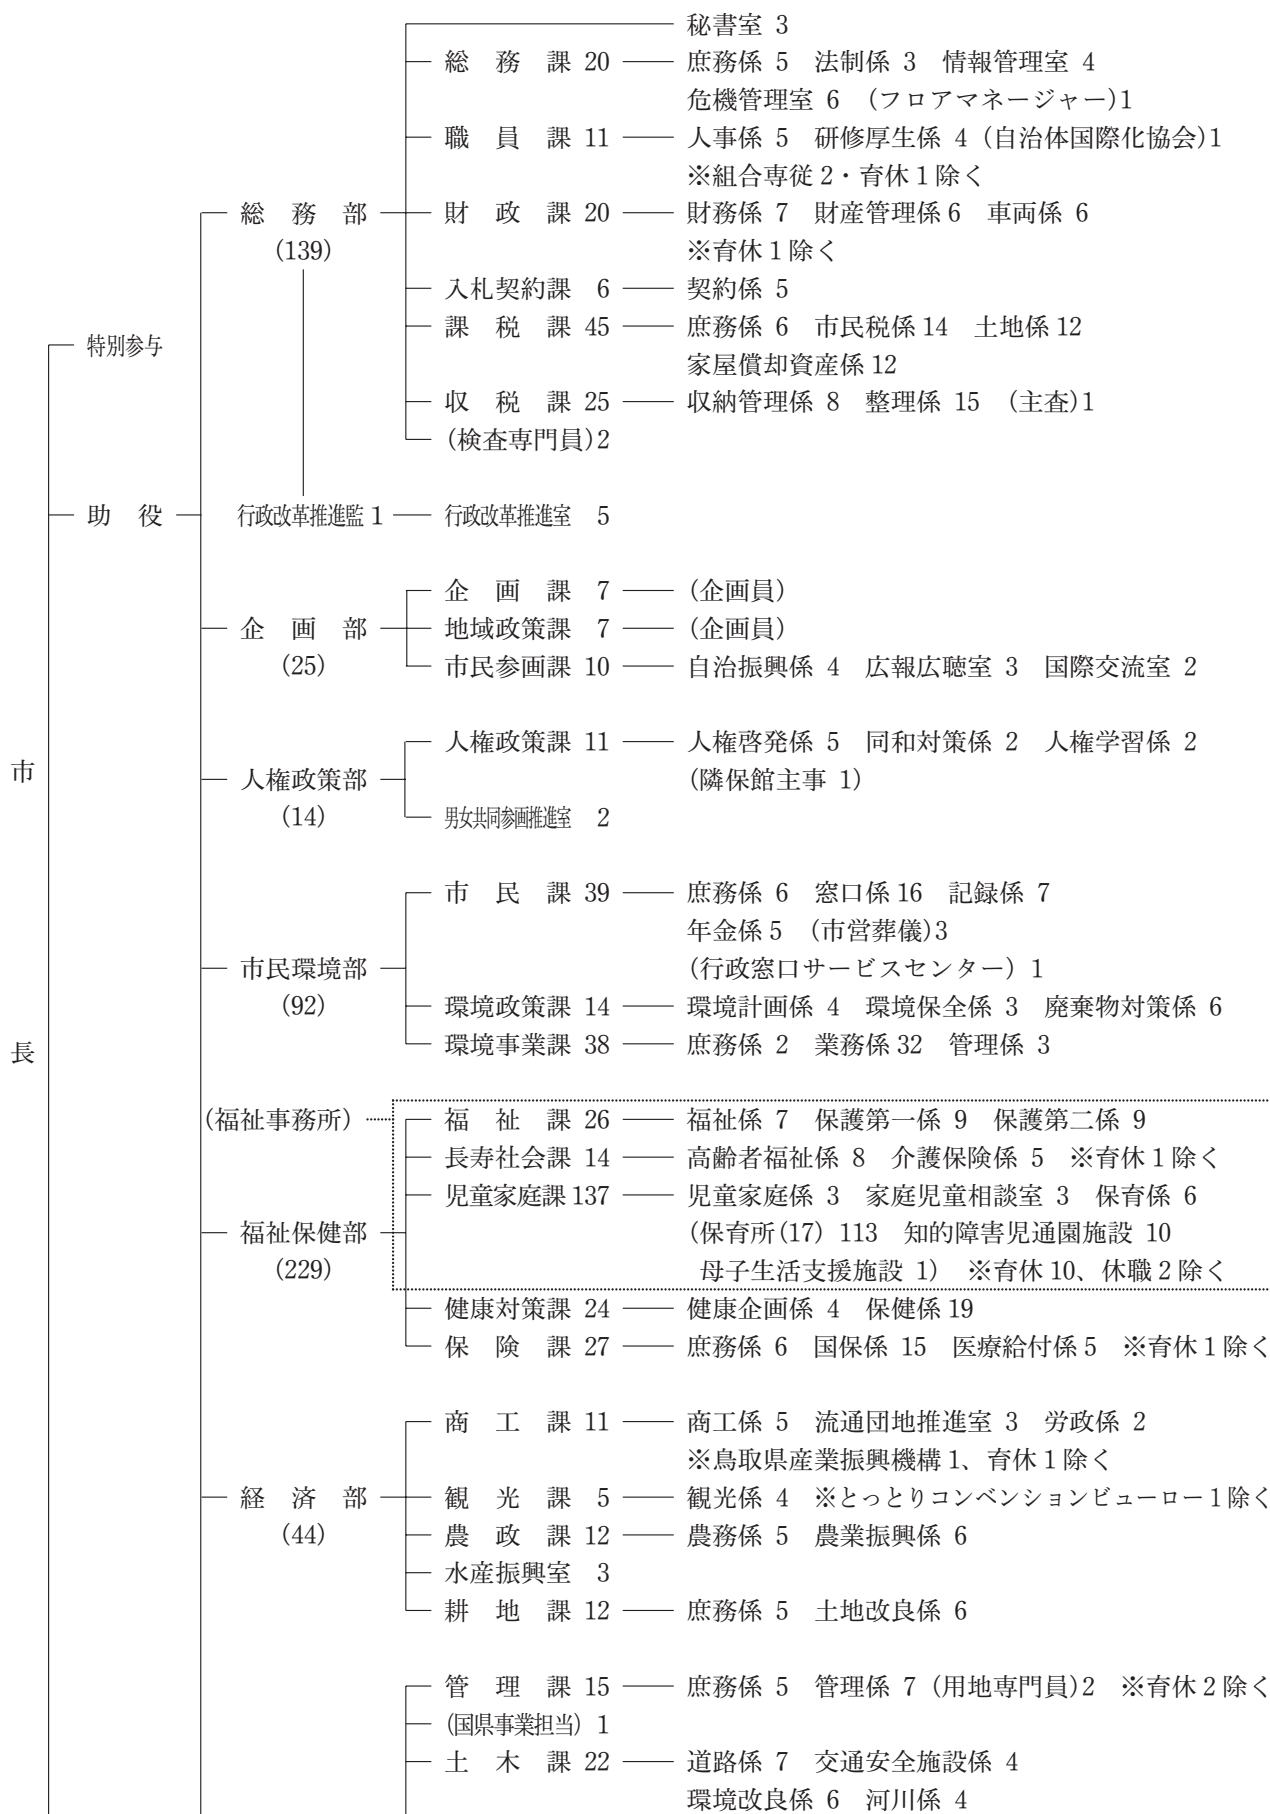 秘書室 3
総務課 20 庶務係 5 法制係 3 情報管理室 4
危機管理室 6 (フロアマネージャー)1
職員課 11 人事係 5 研修厚生係 4 (自治体国際化協会)1
※組合専従 2・育休 1 除く
総務部 財政課 20 財務係 7 財産管理係 6 車両係 6
(139) ※育休 1 除く
入札契約課 6 契約係 5
課税課 45 庶務係 6 市民税係 14 土地係 12
特別参与
家屋償却資産係 12
収税課 25 収納管理係 8 整理係 15 (主査)1
(検査専門員)2
助役 行政改革推進監 1 行政改革推進室 5
企画課 7 (企画員)
企画部 地域政策課 7 (企画員)
(25) 市民参画課 10 自治振興係 4 広報広聴室 3 国際交流室 2
人権政策課 11 人権啓発係 5 同和対策係 2 人権学習係 2
市長
人権政策部 (隣保館主事 1)
(14) 男女共同参画推進室 2
市民課 39 庶務係 6 窓口係 16 記録係 7
年金係 5 (市営葬儀)3
市民環境部 (行政窓口サービスセンター) 1
(92) 環境政策課 14 環境計画係 4 環境保全係 3 廃棄物対策係 6
環境事業課 38 庶務係 2 業務係 32 管理係 3
(福祉事務所) 福祉課 26 福祉係 7 保護第一係 9 保護第二係 9
長寿社会課 14 高齢者福祉係 8 介護保険係 5 ※育休 1 除く
児童家庭課 137 児童家庭係 3 家庭児童相談室 3 保育係 6
福祉保健部 (保育所(17) 113 知的障害児通園施設 10
(229) 母子生活支援施設 1) ※育休 10、休職 2 除く
健康対策課 24 健康企画係 4 保健係 19
保険課 27 庶務係 6 国保係 15 医療給付係 5 ※育休 1 除く
商工課 11 商工係 5 流通団地推進室 3 労政係 2
※鳥取県産業振興機構 1、育休 1 除く
経済部 観光課 5 観光係 4 ※とっとりコンベンションビューロー 1 除く
(44) 農政課 12 農務係 5 農業振興係 6
水産振興室 3
耕地課 12 庶務係 5 土地改良係 6
管理課 15 庶務係 5 管理係 7 (用地専門員)2 ※育休 2 除く
(国県事業担当) 1
土木課 22 道路係 7 交通安全施設係 4
環境改良係 6 河川係 4